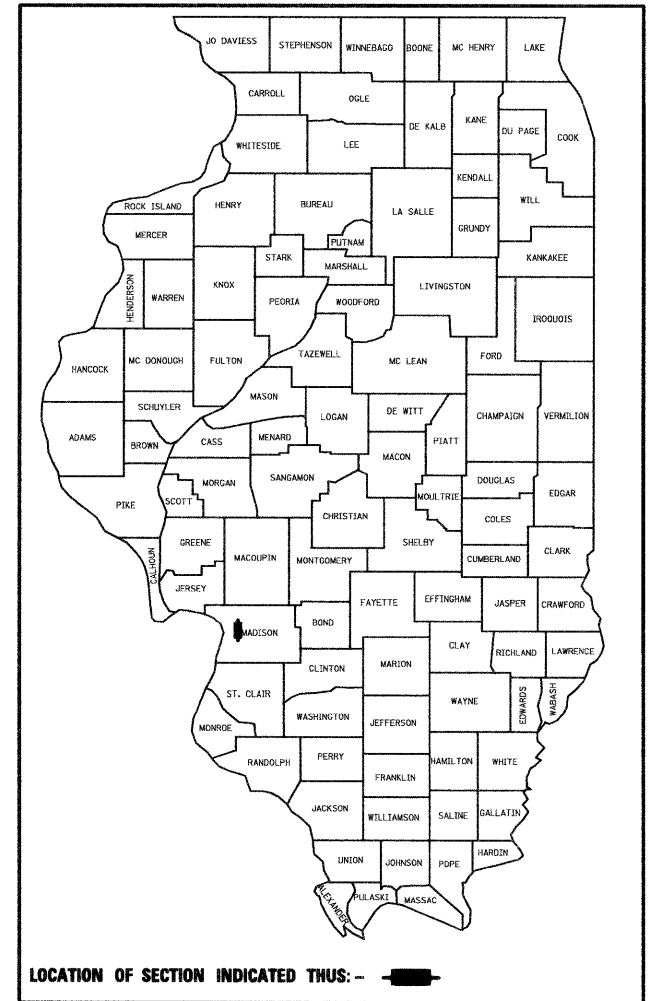 JO DAVIESS
STEPHENSON
WINNEBAGO
BOONE
MC HENRY
LAKE
CARROLL
OGLE
DE KALB
KANE
DU PAGE
COOK
WHITESIDE
LEE
KENDALL
WILL
ROCK ISLAND
HENRY
BUREAU
LA SALLE
GRUNDY
MERCER
PUTNAM
STARK
MARSHALL
KANKAKEE
HENDERSON
WARREN
KNOX
PEORIA
WOODFORD
LIVINGSTON
IROQUOIS
HANCOCK
MC DONOUGH
FULTON
TAZEWELL
MC LEAN
FORD
SCHUYLER
MASON
LOGAN
DE WITT
CHAMPAIGN
VERMILION
ADAMS
BROWN
CASS
MENARD
PIATT
MACON
MORGAN
SANGAMON
DOUGLAS
EDGAR
PIKE
SCOTT
CHRISTIAN
MOULTRIE
COLES
GREENE
MACOUPIN
MONTGOMERY
SHELBY
CUMBERLAND
CLARK
CALHOUN
JERSEY
FAYETTE
EFFINGHAM
JASPER
CRAWFORD
MADISON
BOND
CLAY
RICHLAND
LAWRENCE
CLINTON
MARION
ST. CLAIR
WAYNE
EDWARDS
WABASH
MONROE
WASHINGTON
JEFFERSON
RANDOLPH
PERRY
HAMILTON
WHITE
FRANKLIN
JACKSON
WILLIAMSON
SALINE
GALLATIN
UNION
JOHNSON
POPE
HARDIN
ALEXANDER
PULASKI
MASSAC
LOCATION OF SECTION INDICATED THUS:-